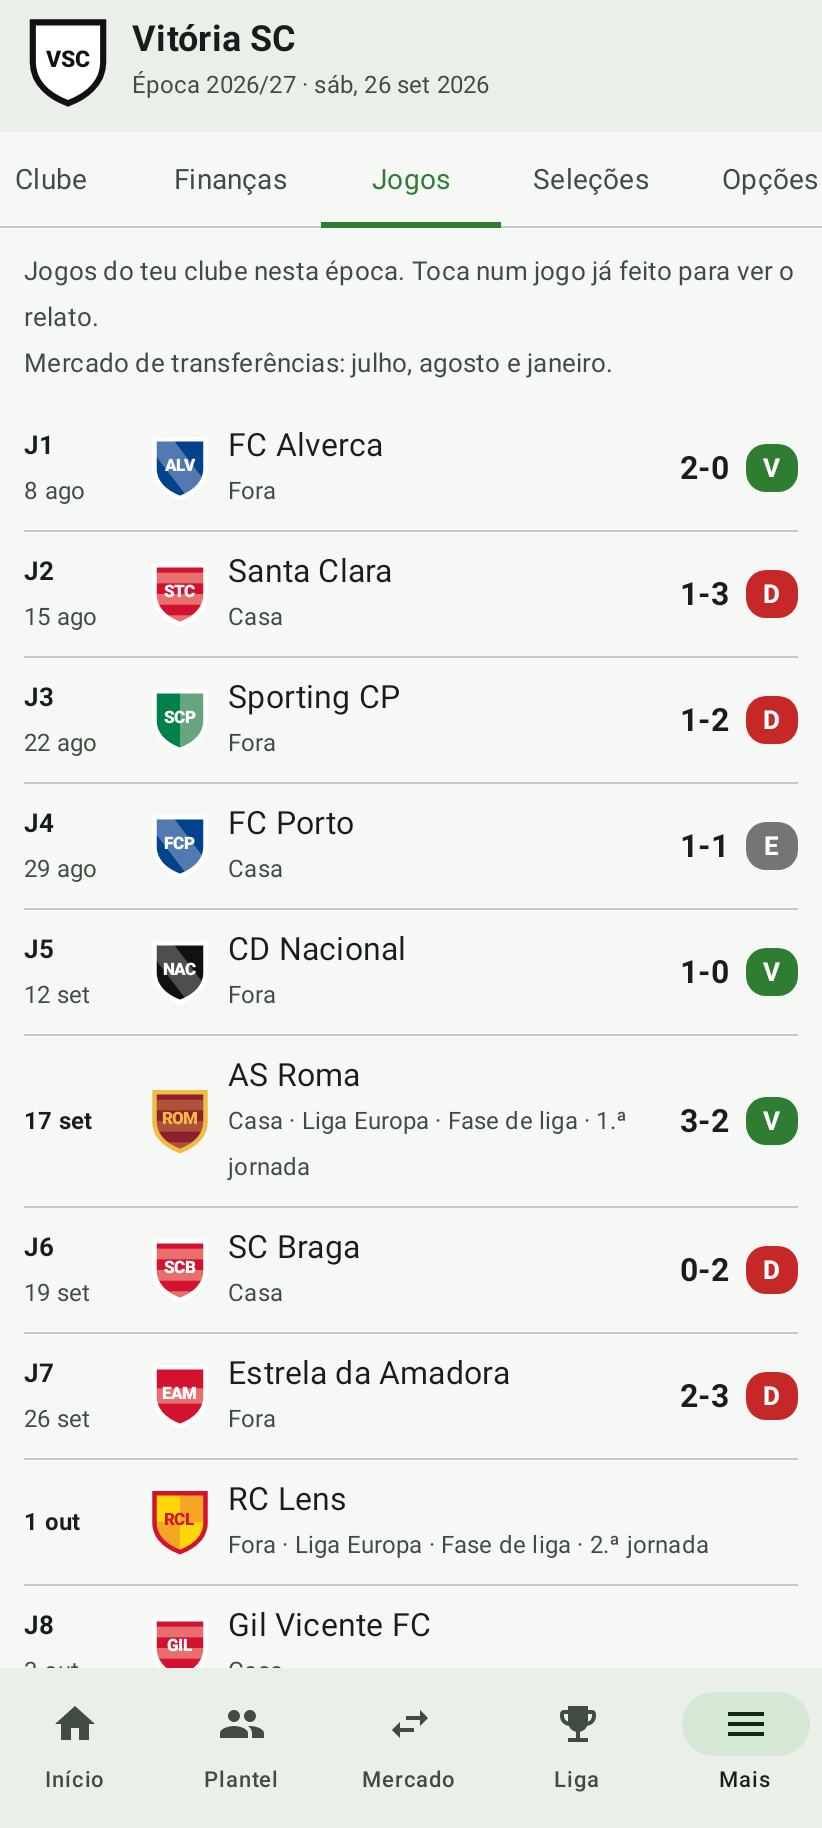 VSC
Vitória SC
Época 2026/27 · sáb, 26 set 2026
Clube Finanças Jogos Seleções Opções
Jogos do teu clube nesta época. Toca num jogo já feito para ver o
relato.
Mercado de transferências: julho, agosto e janeiro.
J1
8 ago
ALV
FC Alverca
Fora
2-0 V
J2
15 ago
STC
Santa Clara
Casa
1-3 D
J3
22 ago
SCP
Sporting CP
Fora
1-2 D
J4
29 ago
FCP
FC Porto
Casa
1-1 E
J5
12 set
NAC
CD Nacional
Fora
1-0 V
17 set
ROM
AS Roma
Casa · Liga Europa · Fase de liga · 1.ª
jornada
3-2 V
J6
19 set
SCB
SC Braga
Casa
0-2 D
J7
26 set
EAM
Estrela da Amadora
Fora
2-3 D
1 out
RCL
RC Lens
Fora · Liga Europa · Fase de liga · 2.ª jornada
J8
GIL
Gil Vicente FC
Início Plantel Mercado Liga Mais